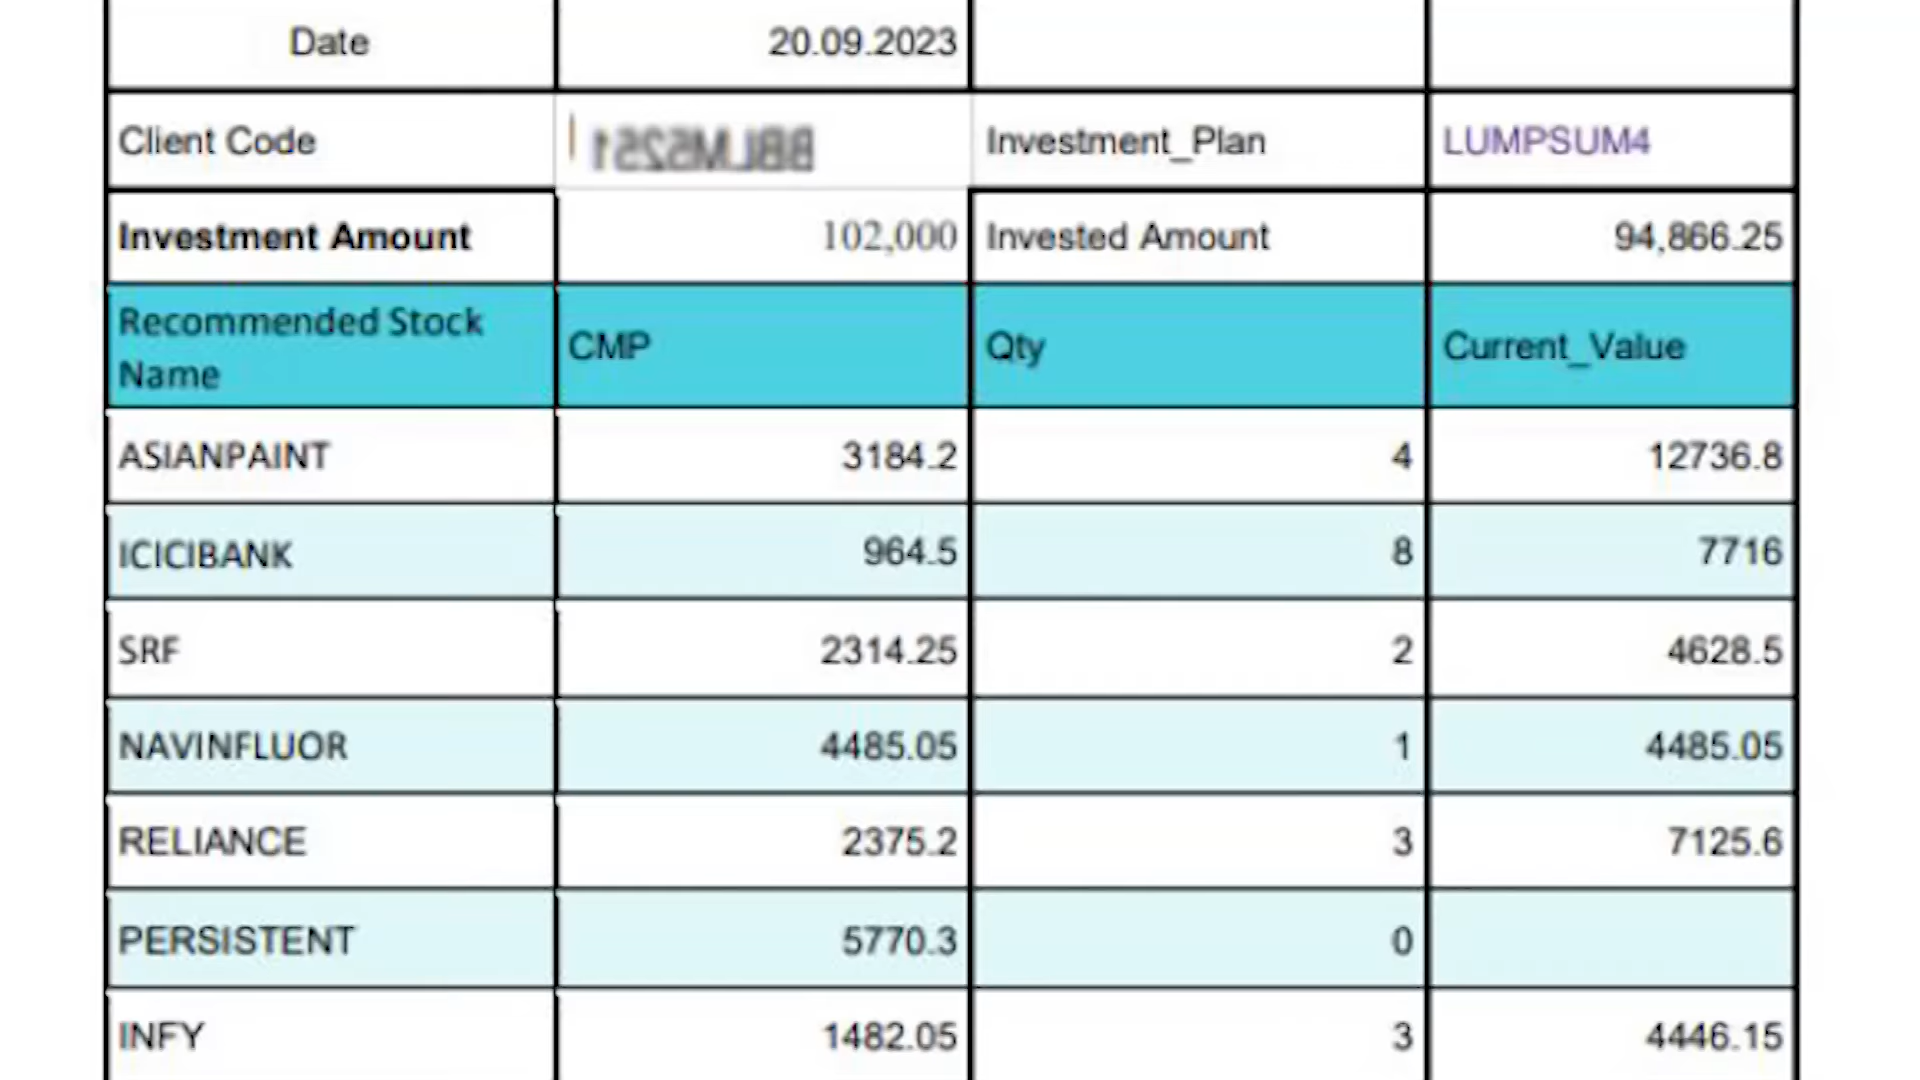 Date 20.09.2023
Client Code BBLM5251 Investment_Plan LUMPSUM4
Investment Amount 102,000 Invested Amount 94,866.25
Recommended Stock
Name CMP Qty Current_Value
ASIANPAINT 3184.2 4 12736.8
ICICIBANK 964.5 8 7716
SRF 2314.25 2 4628.5
NAVINFLUOR 4485.05 1 4485.05
RELIANCE 2375.2 3 7125.6
PERSISTENT 5770.3 0
INFY 1482.05 3 4446.15